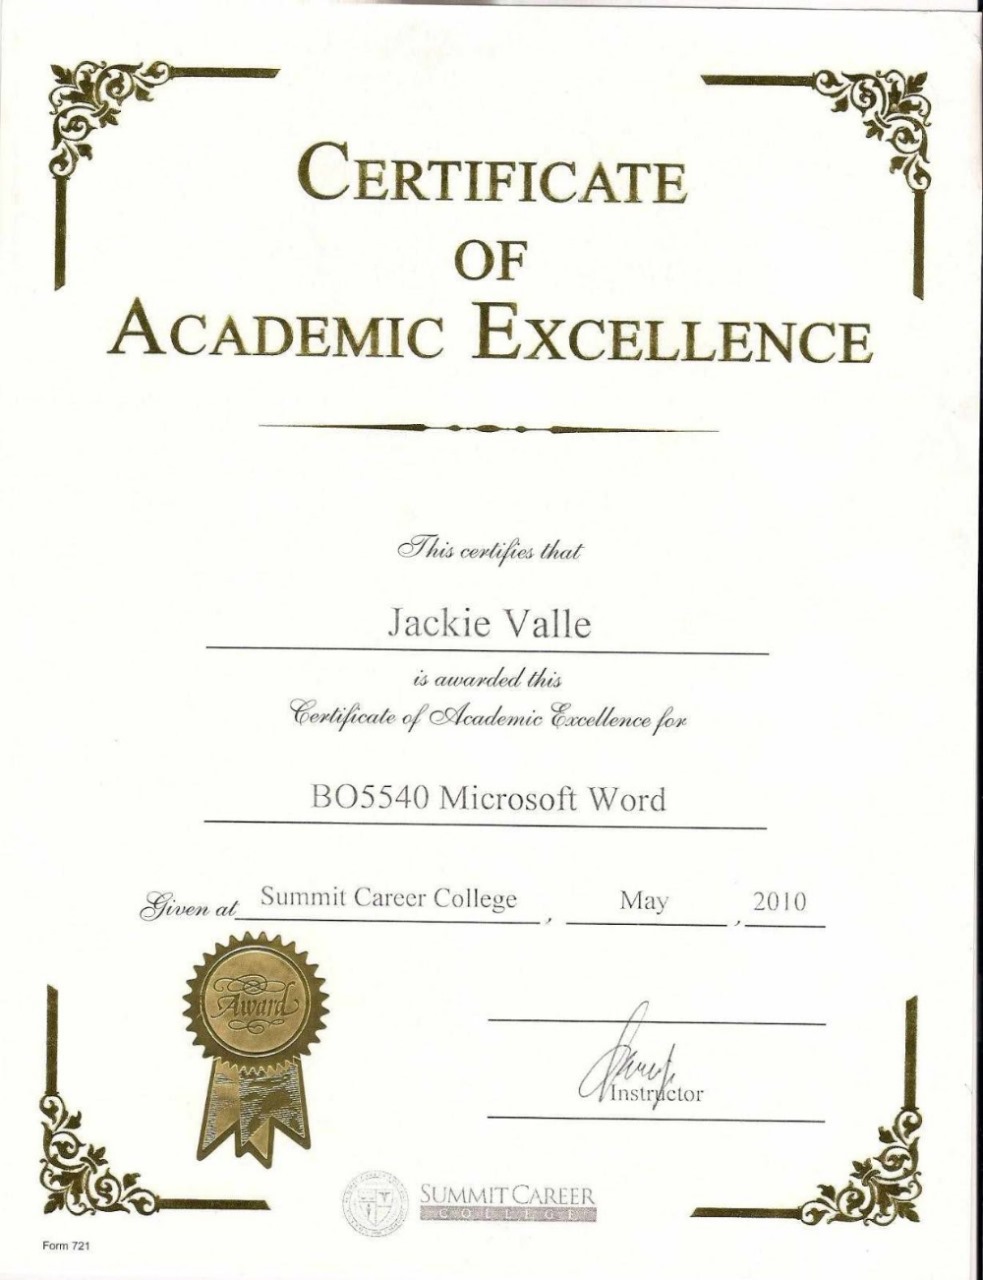 CERTIFICATE
OF
ACADEMIC EXCELLENCE
This certifies that
Jackie Valle
is awarded this
Certificate of Academic Excellence for
BO5540 Microsoft Word
Given at Summit Career College, May, 2010
Award
Instructor
SUMMIT CAREER
COLLEGE
Form 721